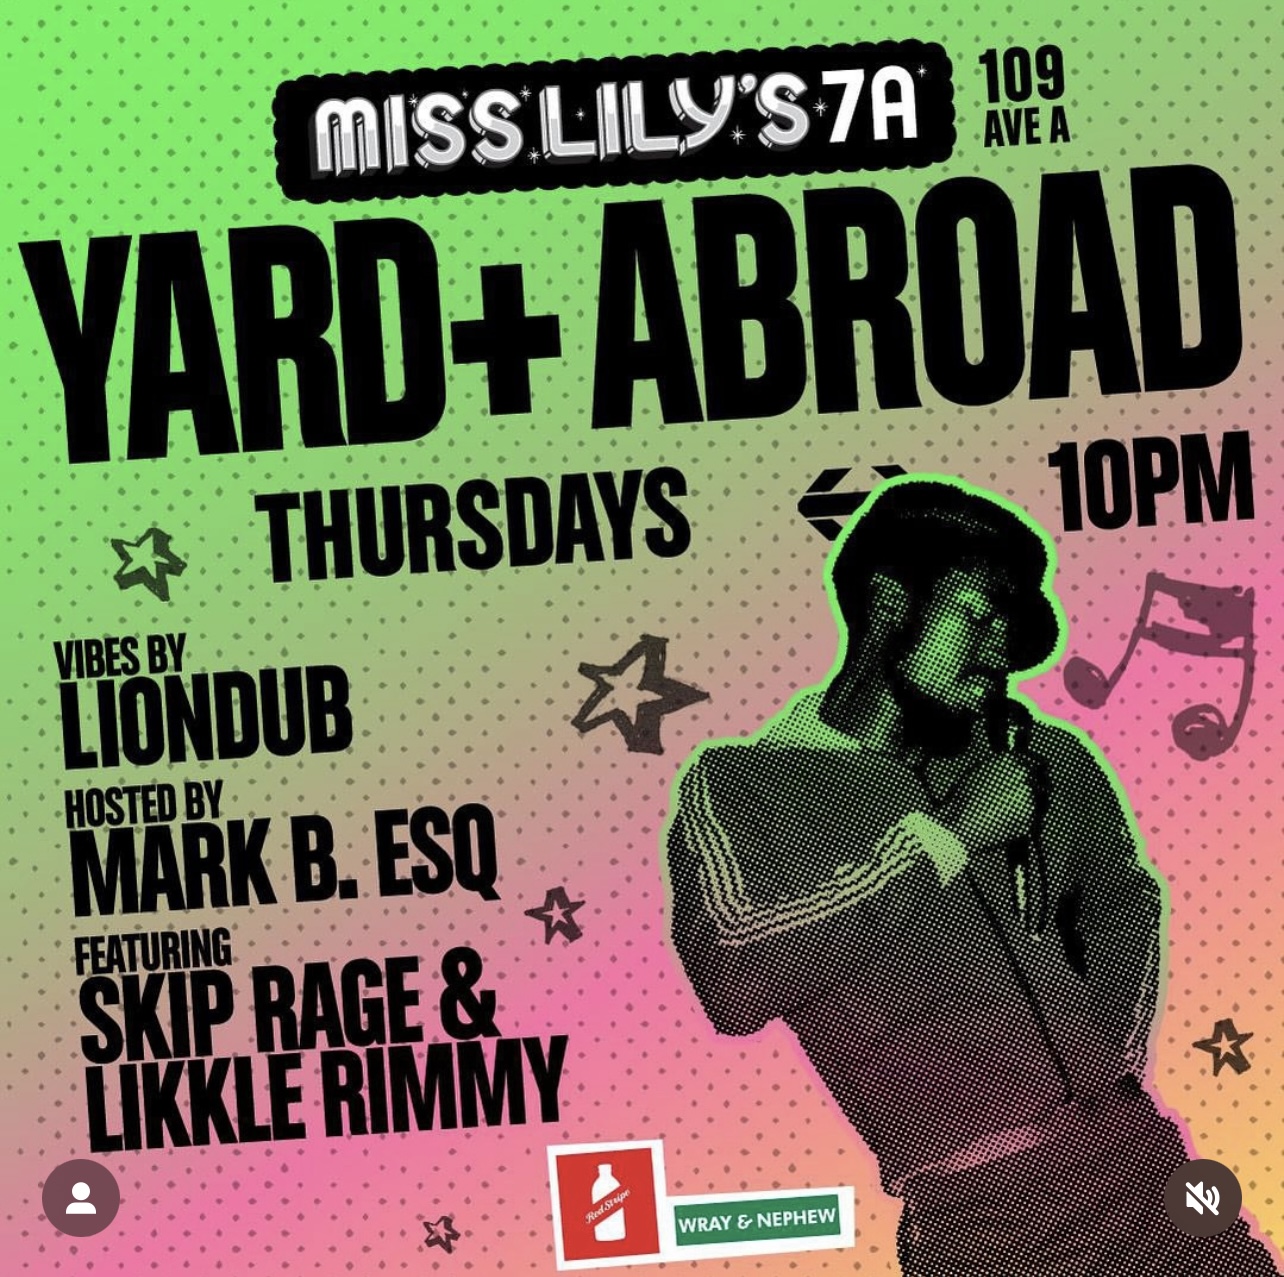 MISS LILY'S 7A
109
AVE A
YARD + ABROAD
THURSDAYS
10PM
VIBES BY
LIONDUB
HOSTED BY
MARK B. ESQ
FEATURING
SKIP RAGE &
LIKKLE RIMMY
Red Stripe
WRAY & NEPHEW